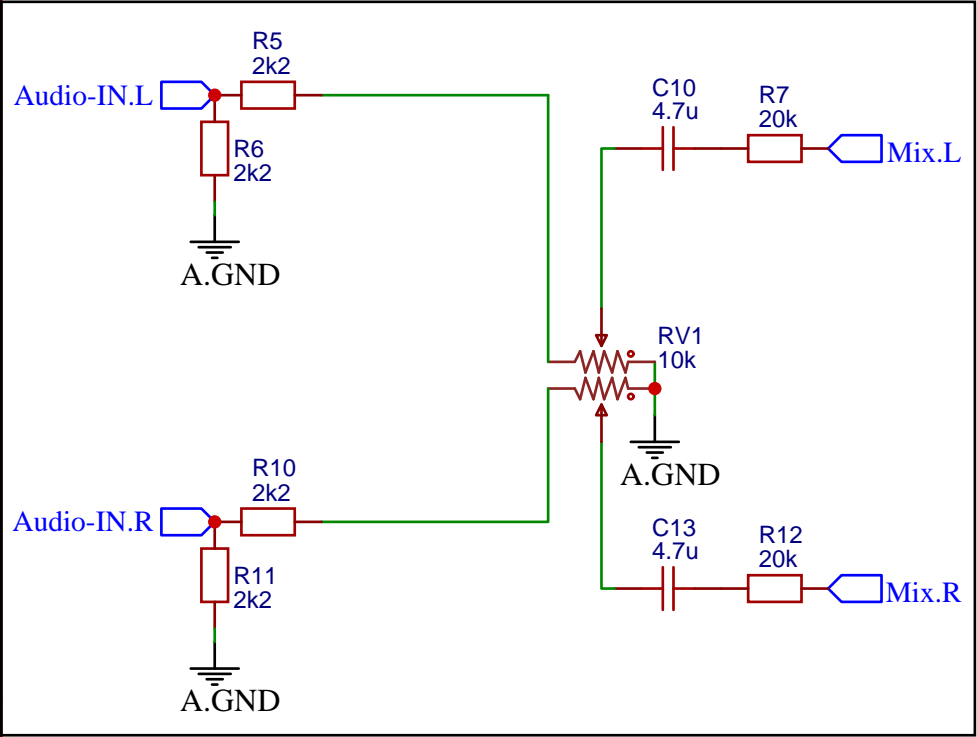 R5
2k2
Audio-IN.L
R6
2k2
A.GND
C10
4.7u
R7
20k
Mix.L
RV1
10k
A.GND
R10
2k2
Audio-IN.R
R11
2k2
A.GND
C13
4.7u
R12
20k
Mix.R